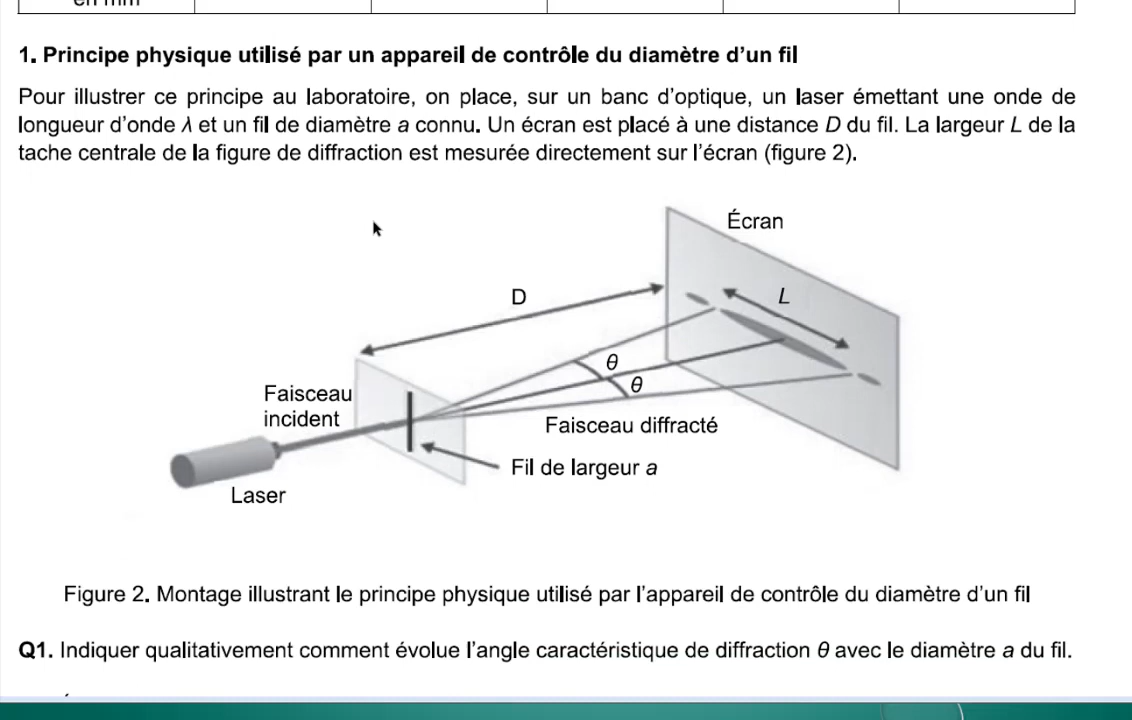 en mm
1. Principe physique utilisé par un appareil de contrôle du diamètre d'un fil
Pour illustrer ce principe au laboratoire, on place, sur un banc d'optique, un laser émettant une onde de
longueur d'onde λ et un fil de diamètre a connu. Un écran est placé à une distance D du fil. La largeur L de la
tache centrale de la figure de diffraction est mesurée directement sur l'écran (figure 2).
Écran
D
L
θ
θ
Faisceau
incident
Faisceau diffracté
Fil de largeur a
Laser
Figure 2. Montage illustrant le principe physique utilisé par l'appareil de contrôle du diamètre d'un fil
Q1. Indiquer qualitativement comment évolue l'angle caractéristique de diffraction θ avec le diamètre a du fil.